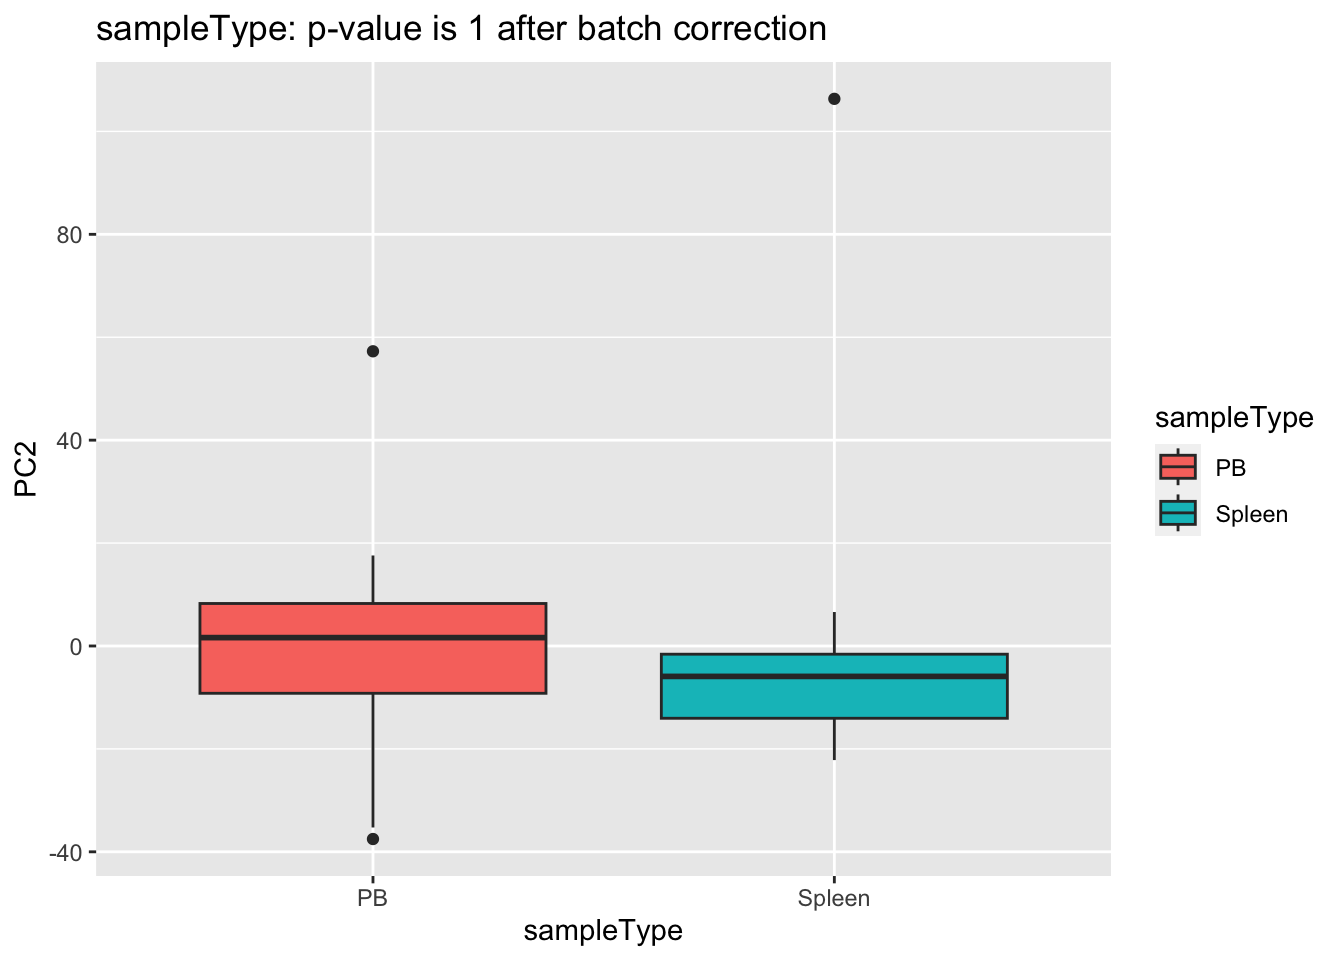 sampleType: p-value is 1 after batch correction
80
40
0
-40
PC2
PB
Spleen
sampleType
sampleType
PB
Spleen